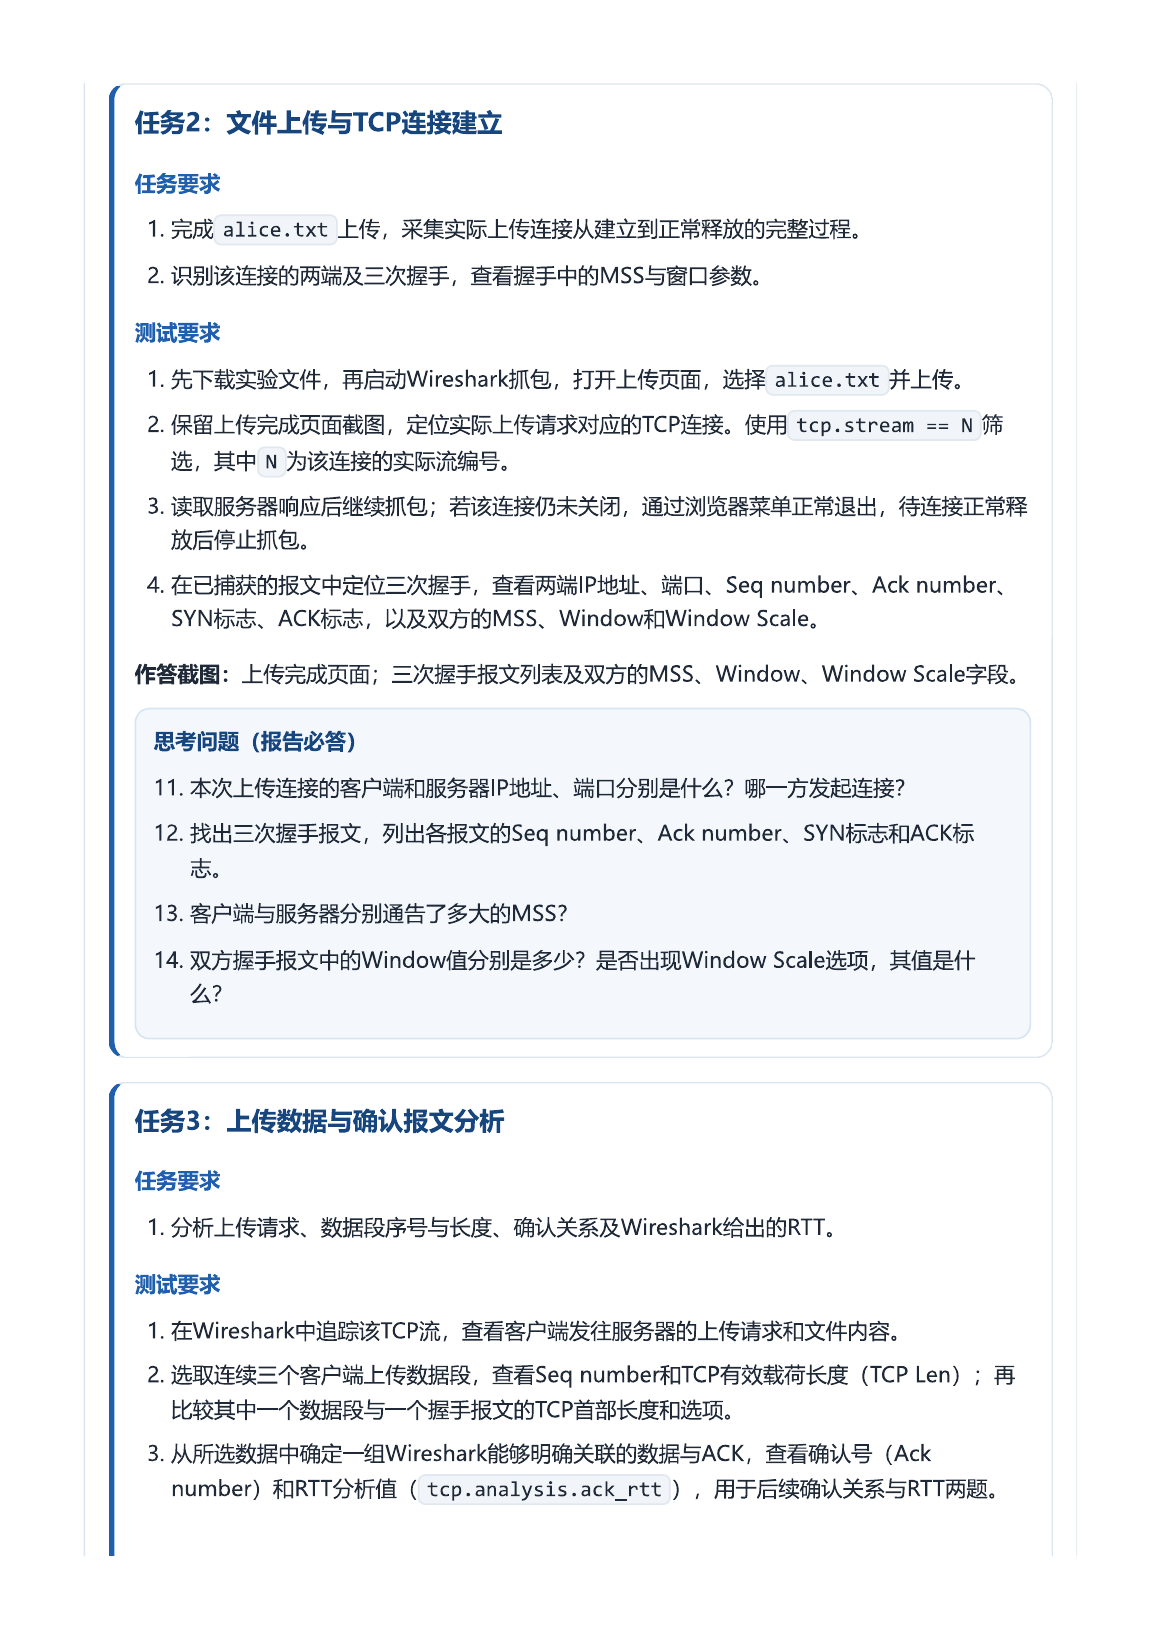 任务2：文件上传与TCP连接建立
任务要求
1. 完成 alice.txt 上传，采集实际上传连接从建立到正常释放的完整过程。
2. 识别该连接的两端及三次握手，查看握手中的MSS与窗口参数。
测试要求
1. 先下载实验文件，再启动Wireshark抓包，打开上传页面，选择 alice.txt 并上传。
2. 保留上传完成页面截图，定位实际上传请求对应的TCP连接。使用 tcp.stream == N 筛
选，其中 N 为该连接的实际流编号。
3. 读取服务器响应后继续抓包；若该连接仍未关闭，通过浏览器菜单正常退出，待连接正常释
放后停止抓包。
4. 在已捕获的报文中定位三次握手，查看两端IP地址、端口、Seq number、Ack number、
SYN标志、ACK标志，以及双方的MSS、Window和Window Scale。
作答截图：上传完成页面；三次握手报文列表及双方的MSS、Window、Window Scale字段。
思考问题（报告必答）
11. 本次上传连接的客户端和服务器IP地址、端口分别是什么？哪一方发起连接？
12. 找出三次握手报文，列出各报文的Seq number、Ack number、SYN标志和ACK标
志。
13. 客户端与服务器分别通告了多大的MSS？
14. 双方握手报文中的Window值分别是多少？是否出现Window Scale选项，其值是什
么？
任务3：上传数据与确认报文分析
任务要求
1. 分析上传请求、数据段序号与长度、确认关系及Wireshark给出的RTT。
测试要求
1. 在Wireshark中追踪该TCP流，查看客户端发往服务器的上传请求和文件内容。
2. 选取连续三个客户端上传数据段，查看Seq number和TCP有效载荷长度（TCP Len）；再
比较其中一个数据段与一个握手报文的TCP首部长度和选项。
3. 从所选数据中确定一组Wireshark能够明确关联的数据与ACK，查看确认号（Ack
number）和RTT分析值（ tcp.analysis.ack_rtt ），用于后续确认关系与RTT两题。